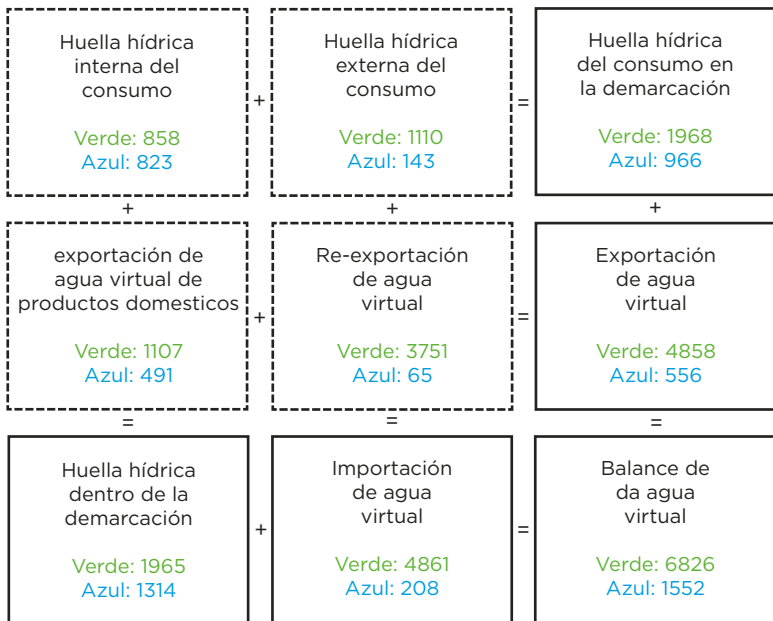 Huella hídrica
interna del
consumo
Verde: 858
Azul: 823
+
Huella hídrica
externa del
consumo
Verde: 1110
Azul: 143
=
Huella hídrica
del consumo en
la demarcación
Verde: 1968
Azul: 966
+
+
+
exportación de
agua virtual de
productos domesticos
Verde: 1107
Azul: 491
+
Re-exportación
de agua
virtual
Verde: 3751
Azul: 65
=
Exportación
de agua
virtual
Verde: 4858
Azul: 556
=
=
=
Huella hídrica
dentro de la
demarcación
Verde: 1965
Azul: 1314
+
Importación
de agua
virtual
Verde: 4861
Azul: 208
=
Balance de
da agua
virtual
Verde: 6826
Azul: 1552